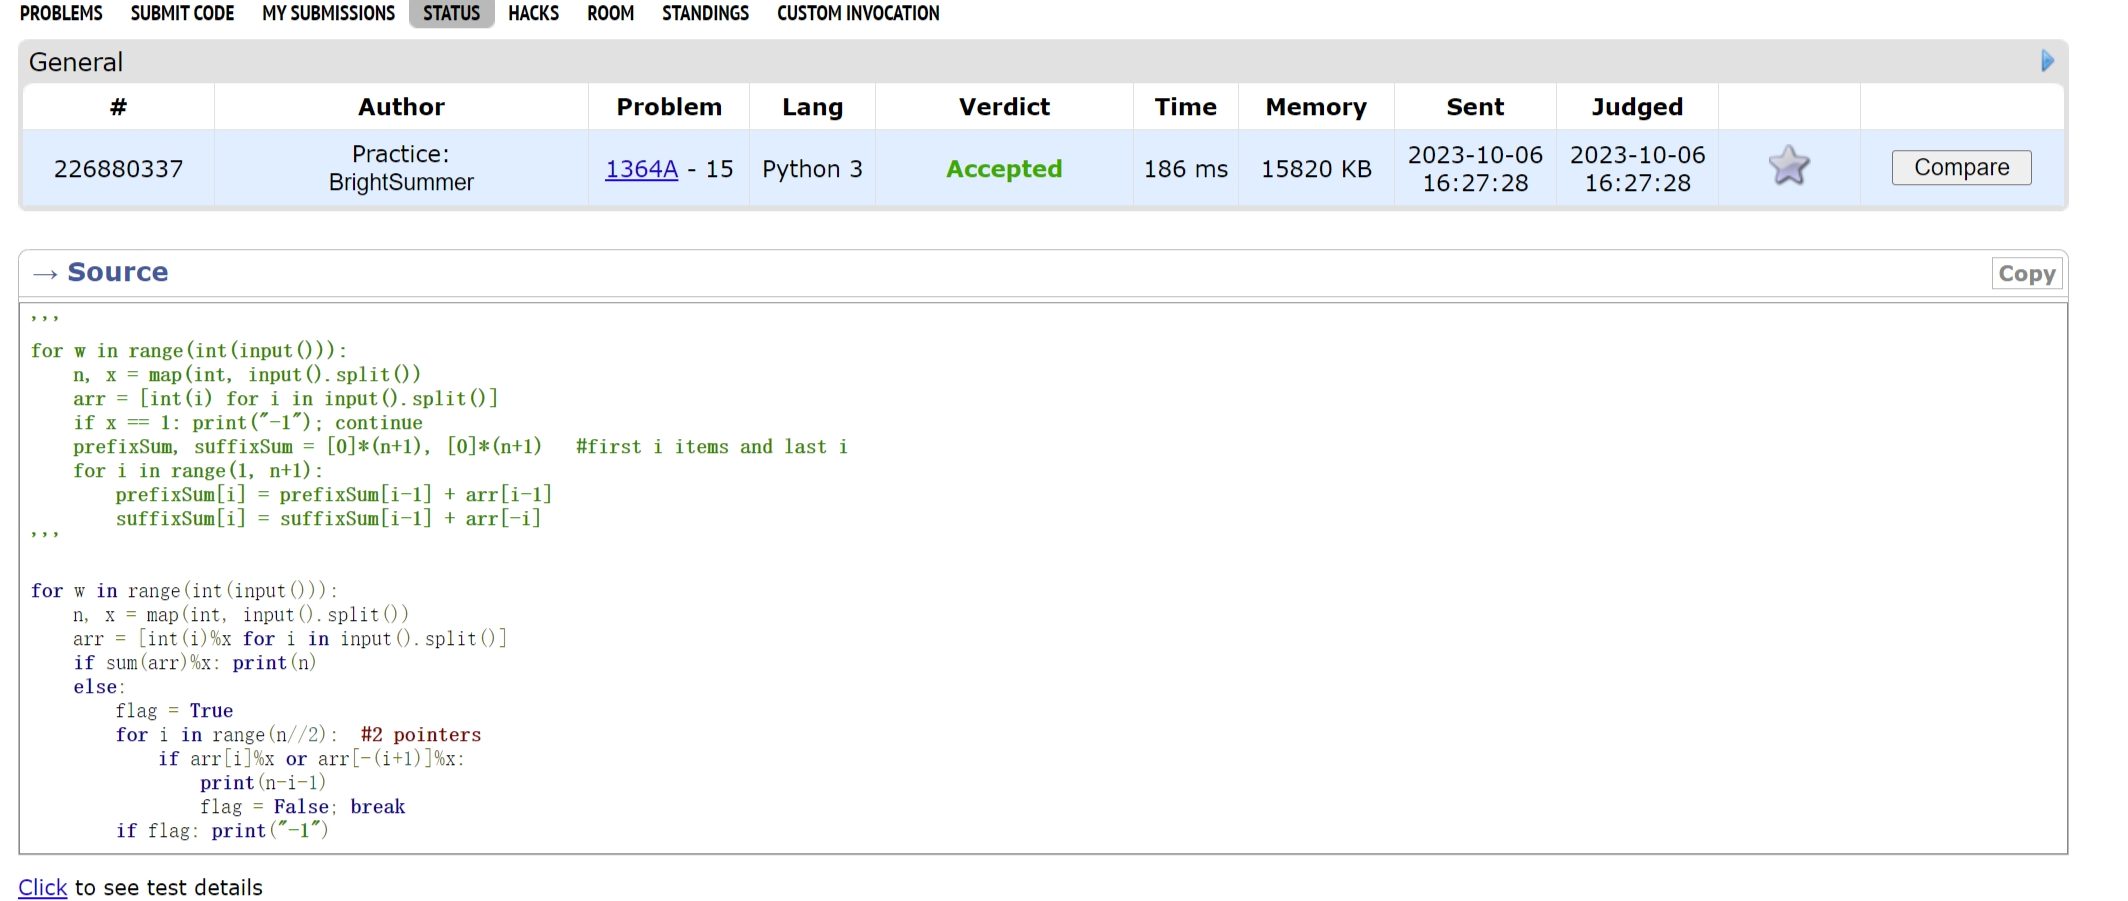 PROBLEMS SUBMIT CODE MY SUBMISSIONS STATUS HACKS ROOM STANDINGS CUSTOM INVOCATION
General
# Author Problem Lang Verdict Time Memory Sent Judged
226880337 Practice: BrightSummer 1364A - 15 Python 3 Accepted 186 ms 15820 KB 2023-10-06 16:27:28 2023-10-06 16:27:28 Compare
→ Source Copy
'''
for w in range(int(input())):
    n, x = map(int, input().split())
    arr = [int(i) for i in input().split()]
    if x == 1: print("-1"); continue
    prefixSum, suffixSum = [0]*(n+1), [0]*(n+1)   #first i items and last i
    for i in range(1, n+1):
        prefixSum[i] = prefixSum[i-1] + arr[i-1]
        suffixSum[i] = suffixSum[i-1] + arr[-i]
'''
for w in range(int(input())):
    n, x = map(int, input().split())
    arr = [int(i)%x for i in input().split()]
    if sum(arr)%x: print(n)
    else:
        flag = True
        for i in range(n//2):  #2 pointers
            if arr[i]%x or arr[-(i+1)]%x:
                print(n-i-1)
                flag = False; break
        if flag: print("-1")
Click to see test details